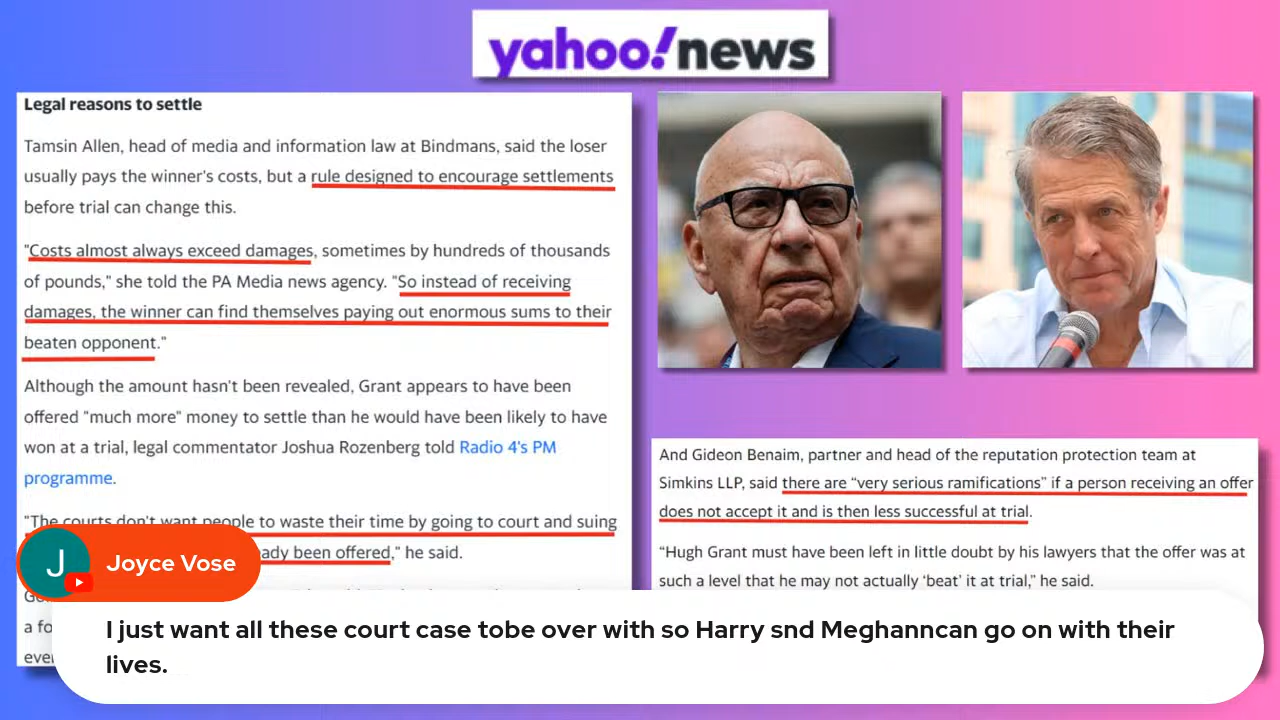 yahoo!news
Legal reasons to settle
Tamsin Allen, head of media and information law at Bindmans, said the loser
usually pays the winner's costs, but a rule designed to encourage settlements
before trial can change this.
"Costs almost always exceed damages, sometimes by hundreds of thousands
of pounds," she told the PA Media news agency. "So instead of receiving
damages, the winner can find themselves paying out enormous sums to their
beaten opponent."
Although the amount hasn't been revealed, Grant appears to have been
offered "much more" money to settle than he would have been likely to have
won at a trial, legal commentator Joshua Rozenberg told Radio 4's PM
programme.
"The courts don't want people to waste their time by going to court and suing
ady been offered," he said.
a fo
And Gideon Benaim, partner and head of the reputation protection team at
Simkins LLP, said there are “very serious ramifications” if a person receiving an offer
does not accept it and is then less successful at trial.
“Hugh Grant must have been left in little doubt by his lawyers that the offer was at
such a level that he may not actually ‘beat’ it at trial,” he said.
J
Joyce Vose
I just want all these court case tobe over with so Harry snd Meghanncan go on with their
lives.